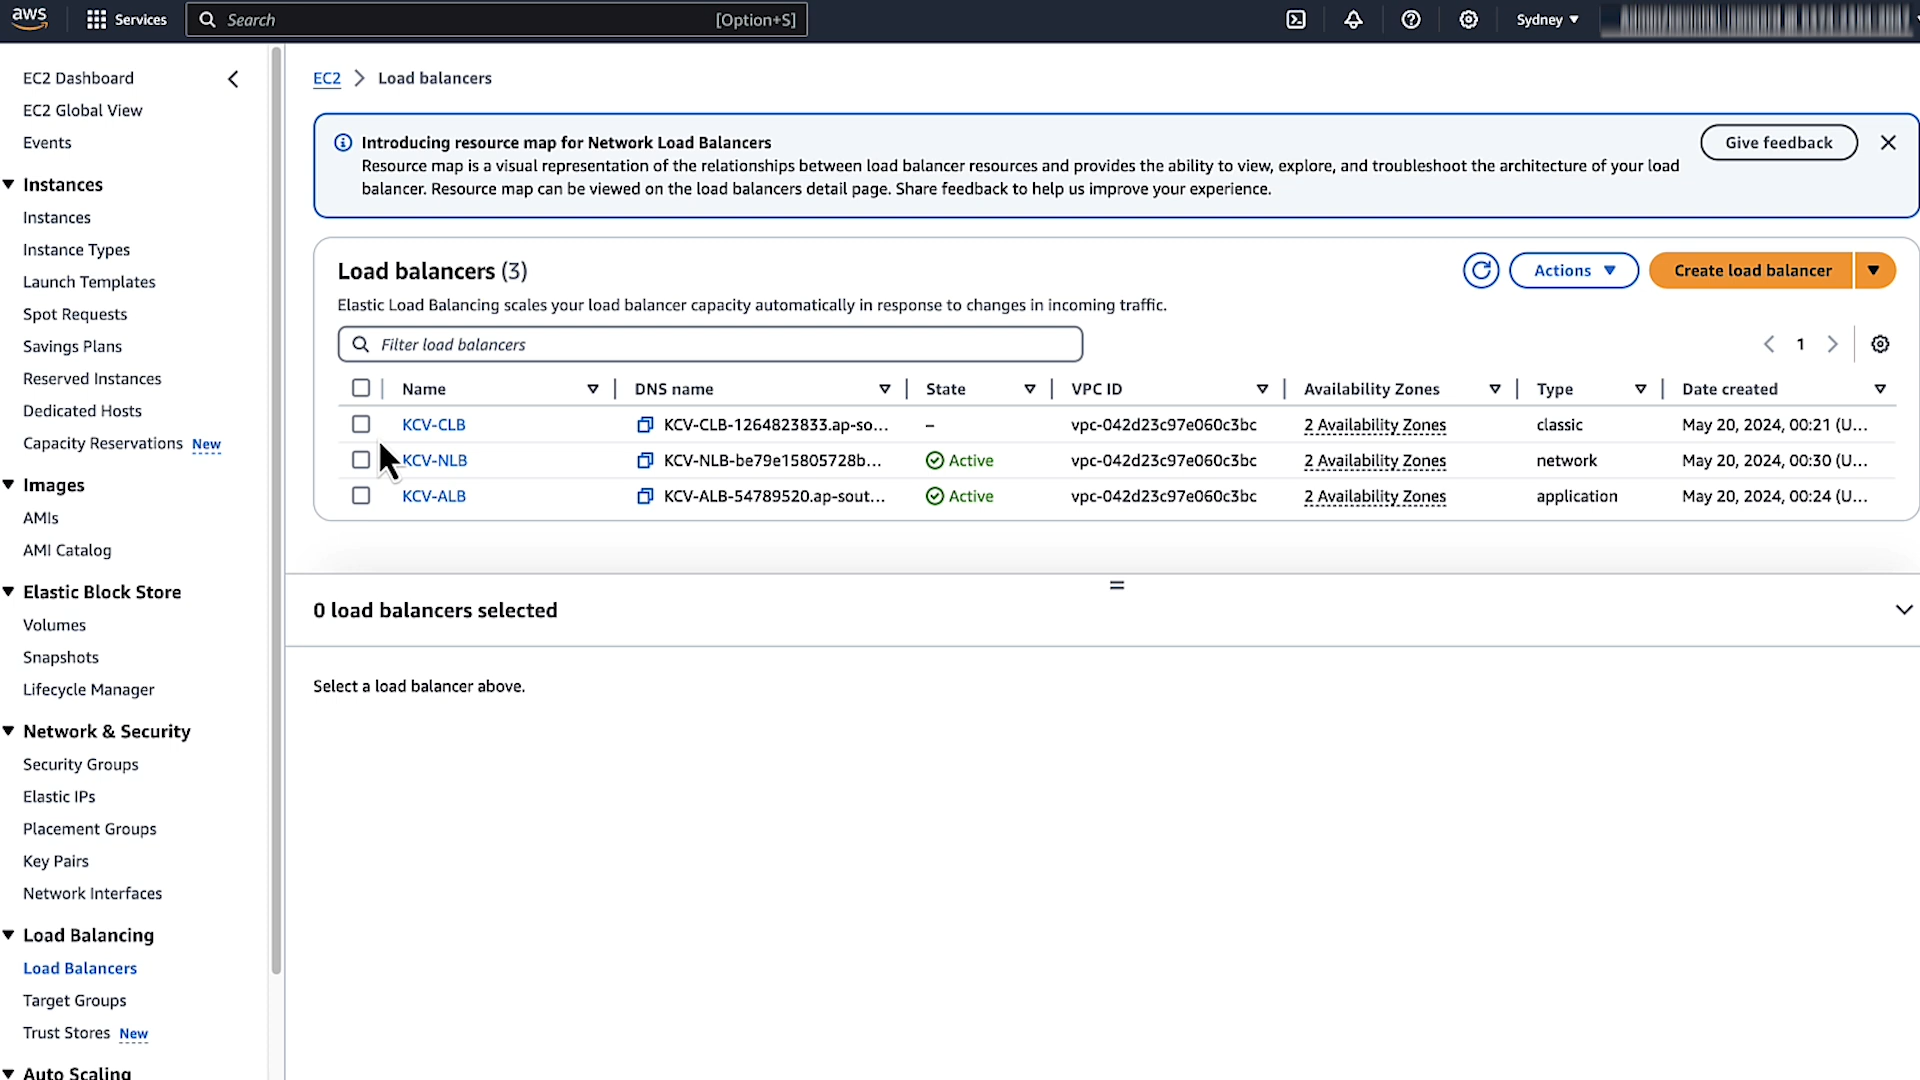 aws Services Search [Option+S] Sydney
EC2 Dashboard
EC2 Global View
Events
Instances
Instances
Instance Types
Launch Templates
Spot Requests
Savings Plans
Reserved Instances
Dedicated Hosts
Capacity Reservations New
Images
AMIs
AMI Catalog
Elastic Block Store
Volumes
Snapshots
Lifecycle Manager
Network & Security
Security Groups
Elastic IPs
Placement Groups
Key Pairs
Network Interfaces
Load Balancing
Load Balancers
Target Groups
Trust Stores New
Auto Scaling
EC2 > Load balancers
Introducing resource map for Network Load Balancers
Resource map is a visual representation of the relationships between load balancer resources and provides the ability to view, explore, and troubleshoot the architecture of your load
balancer. Resource map can be viewed on the load balancers detail page. Share feedback to help us improve your experience.
Give feedback
Load balancers (3)
Actions
Create load balancer
Elastic Load Balancing scales your load balancer capacity automatically in response to changes in incoming traffic.
Filter load balancers
1
Name DNS name State VPC ID Availability Zones Type Date created
KCV-CLB KCV-CLB-1264823833.ap-so... – vpc-042d23c97e060c3bc 2 Availability Zones classic May 20, 2024, 00:21 (U...
KCV-NLB KCV-NLB-be79e15805728b... Active vpc-042d23c97e060c3bc 2 Availability Zones network May 20, 2024, 00:30 (U...
KCV-ALB KCV-ALB-54789520.ap-sout... Active vpc-042d23c97e060c3bc 2 Availability Zones application May 20, 2024, 00:24 (U...
0 load balancers selected
Select a load balancer above.